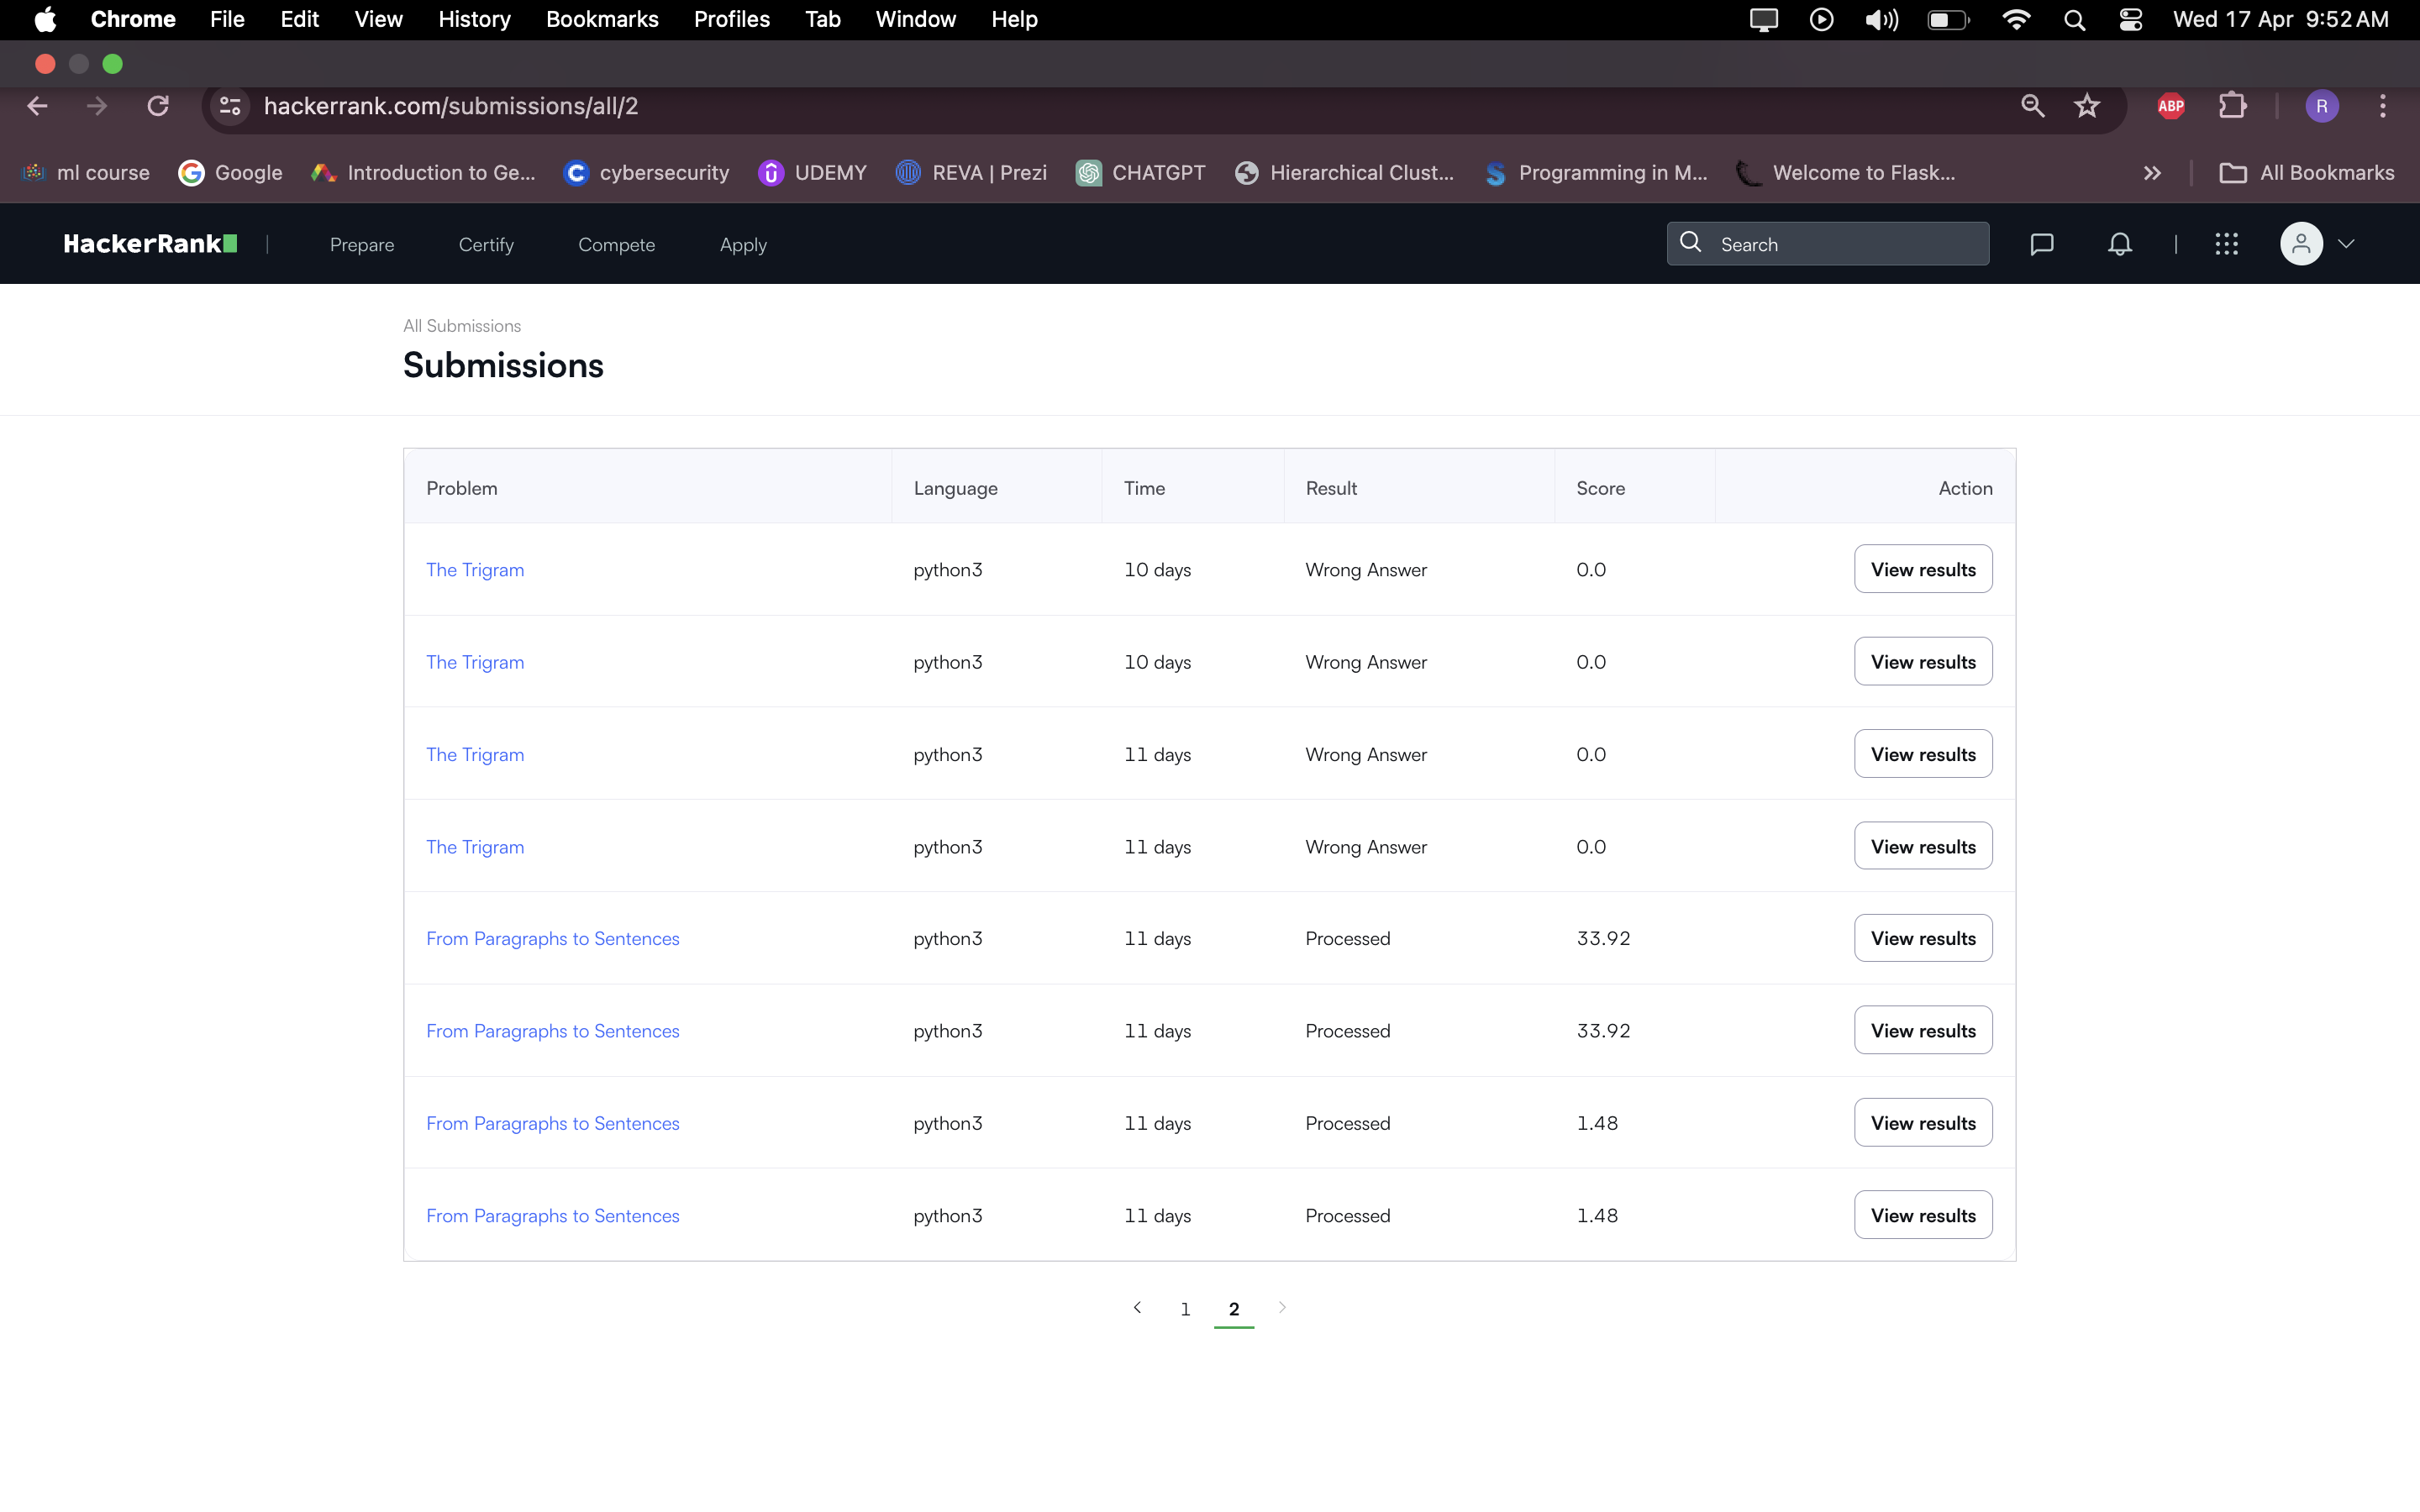 Chrome File Edit View History Bookmarks Profiles Tab Window Help Wed 17 Apr 9:52 AM
hackerrank.com/submissions/all/2 ABP R
ml course Google Introduction to Ge... cybersecurity UDEMY REVA | Prezi CHATGPT Hierarchical Clust... Programming in M... Welcome to Flask... All Bookmarks
HackerRank Prepare Certify Compete Apply Search
All Submissions
Submissions
Problem Language Time Result Score Action
The Trigram python3 10 days Wrong Answer 0.0 View results
The Trigram python3 10 days Wrong Answer 0.0 View results
The Trigram python3 11 days Wrong Answer 0.0 View results
The Trigram python3 11 days Wrong Answer 0.0 View results
From Paragraphs to Sentences python3 11 days Processed 33.92 View results
From Paragraphs to Sentences python3 11 days Processed 33.92 View results
From Paragraphs to Sentences python3 11 days Processed 1.48 View results
From Paragraphs to Sentences python3 11 days Processed 1.48 View results
1 2